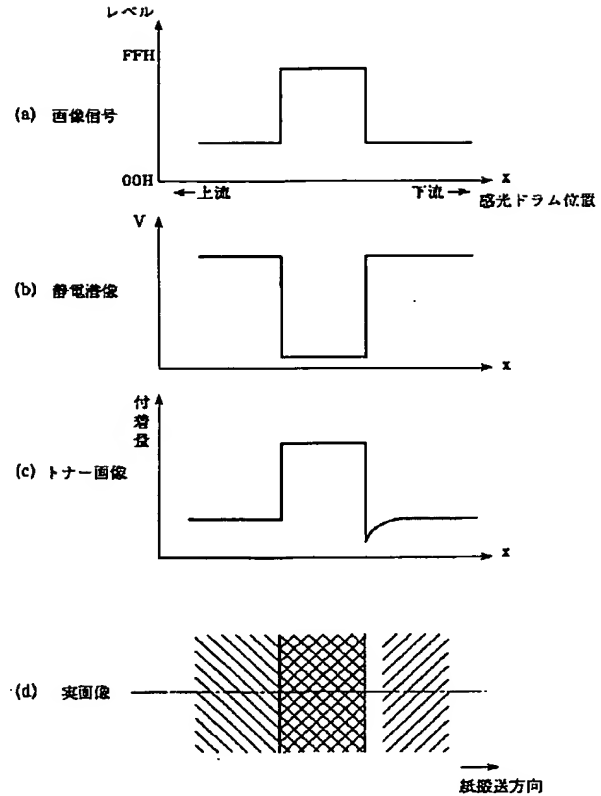 レベル
FFH
(a) 画像信号
00H
x
←上流
下流→
感光ドラム位置
V
(b) 静電潜像
x
付着量
(c) トナー画像
x
(d) 実画像
紙搬送方向